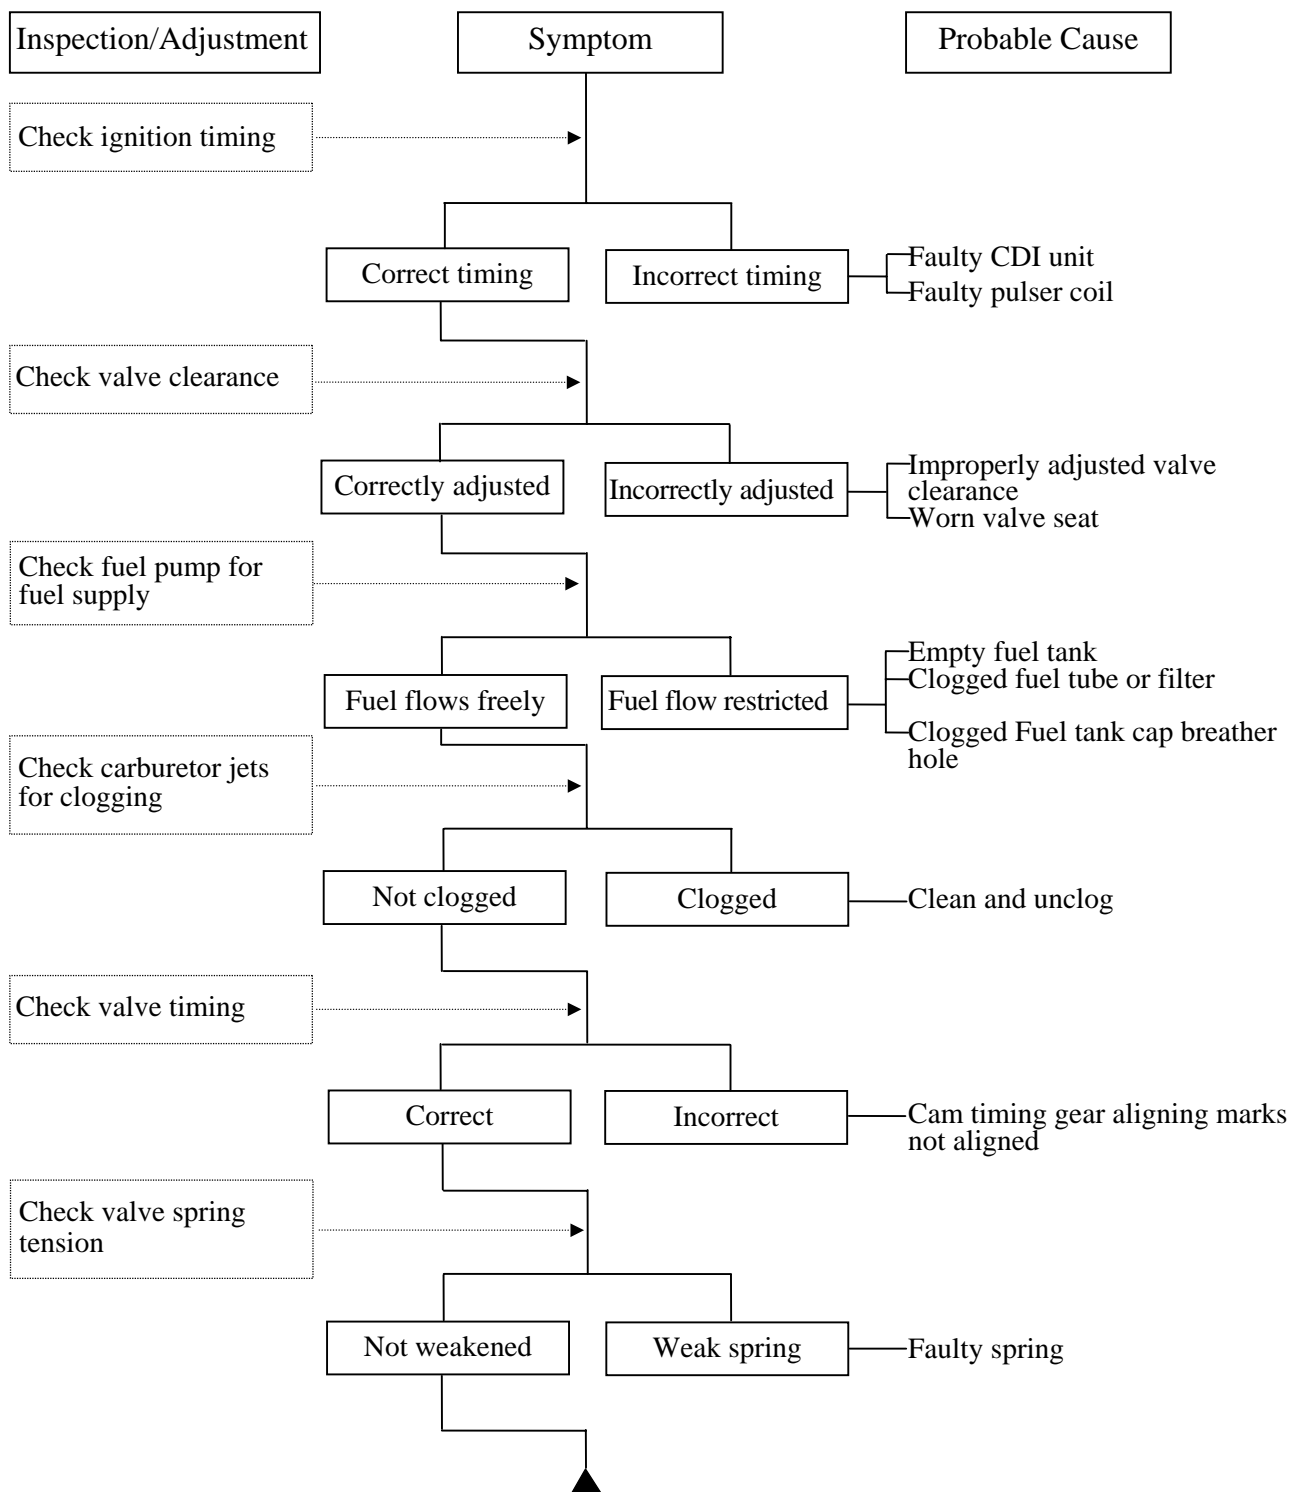 Inspection/Adjustment
Symptom
Probable Cause
Check ignition timing
Correct timing
Incorrect timing
Faulty CDI unit
Faulty pulser coil
Check valve clearance
Correctly adjusted
Incorrectly adjusted
Improperly adjusted valve
clearance
Worn valve seat
Check fuel pump for
fuel supply
Fuel flows freely
Fuel flow restricted
Empty fuel tank
Clogged fuel tube or filter
Clogged Fuel tank cap breather
hole
Check carburetor jets
for clogging
Not clogged
Clogged
Clean and unclog
Check valve timing
Correct
Incorrect
Cam timing gear aligning marks
not aligned
Check valve spring
tension
Not weakened
Weak spring
Faulty spring